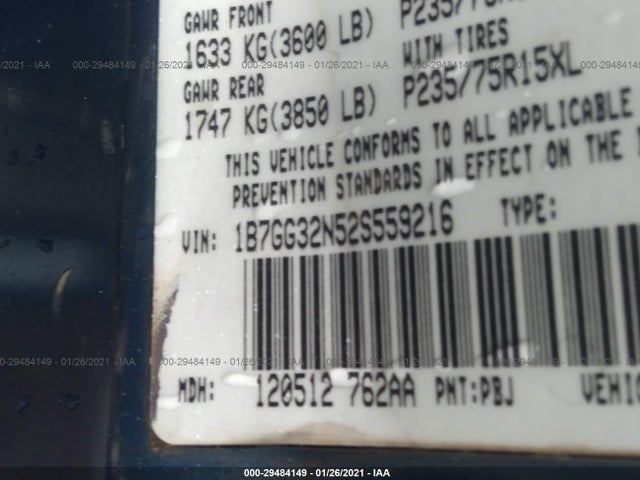 GAWR FRONT
1633 KG(3600 LB)
WITH TIRES
GAWR REAR
1747 KG(3850 LB) P235/75R15XL
THIS VEHICLE CONFORMS TO ALL APPLICABLE
PREVENTION STANDARDS IN EFFECT ON THE
VIN: 1B7GG32N52S559216 TYPE:
MDH: 120512 762AA PNT:PBJ
000-29484149 - 01/26/2021 - IAA